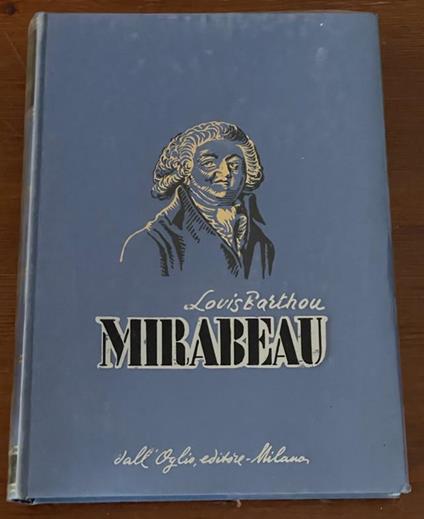 Louis Barthou
MIRABEAU
dall'Oglio, editore - Milano